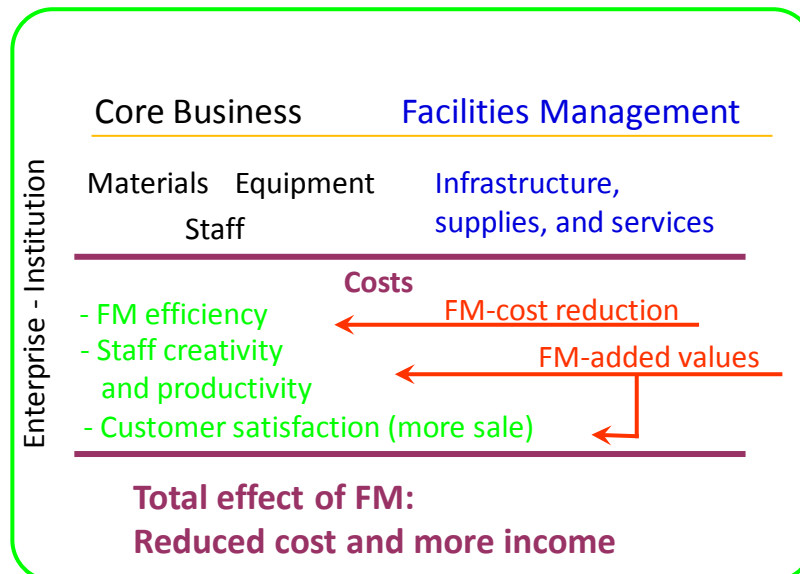 Enterprise - Institution
Core Business Facilities Management
Materials Equipment Infrastructure,
Staff supplies, and services
Costs
- FM efficiency FM-cost reduction
- Staff creativity FM-added values
and productivity
- Customer satisfaction (more sale)
Total effect of FM:
Reduced cost and more income